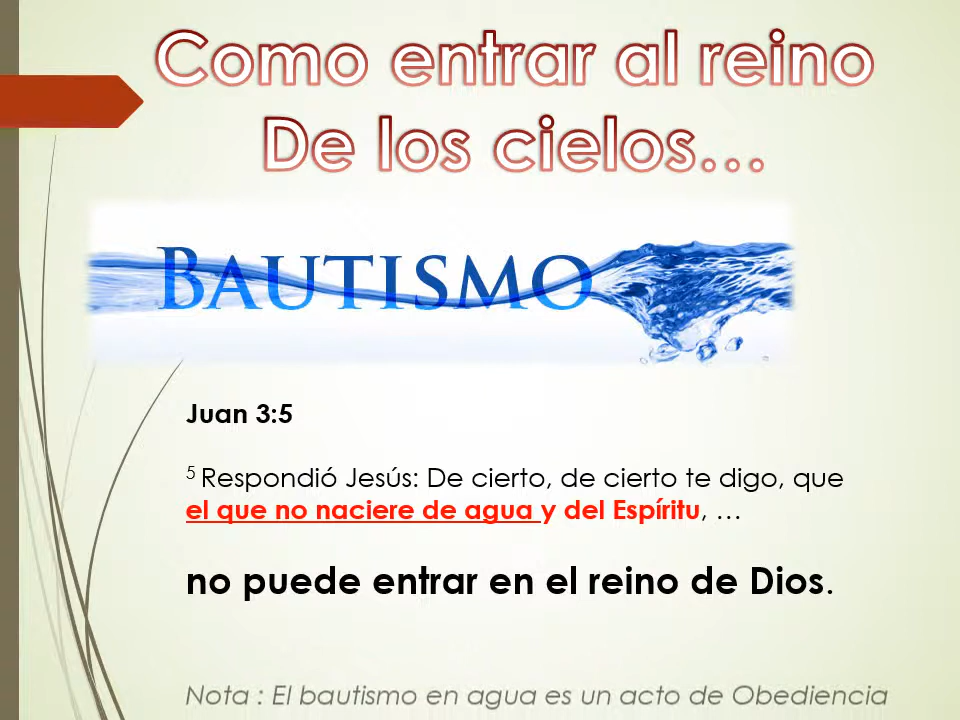 Como entrar al reino
De los cielos...
BAUTISMO
Juan 3:5
5 Respondió Jesús: De cierto, de cierto te digo, que
el que no naciere de agua y del Espíritu, ...
no puede entrar en el reino de Dios.
Nota : El bautismo en agua es un acto de Obediencia